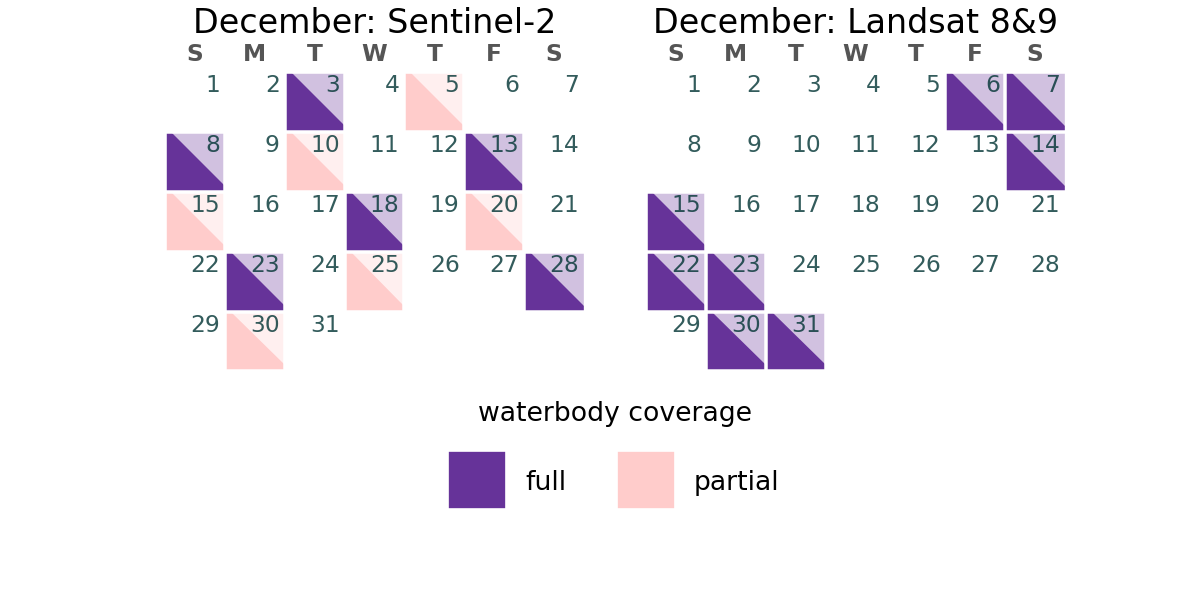 December: Sentinel-2
S M T W T F S
1 2 3 4 5 6 7
8 9 10 11 12 13 14
15 16 17 18 19 20 21
22 23 24 25 26 27 28
29 30 31
December: Landsat 8&9
S M T W T F S
1 2 3 4 5 6 7
8 9 10 11 12 13 14
15 16 17 18 19 20 21
22 23 24 25 26 27 28
29 30 31
waterbody coverage
full
partial